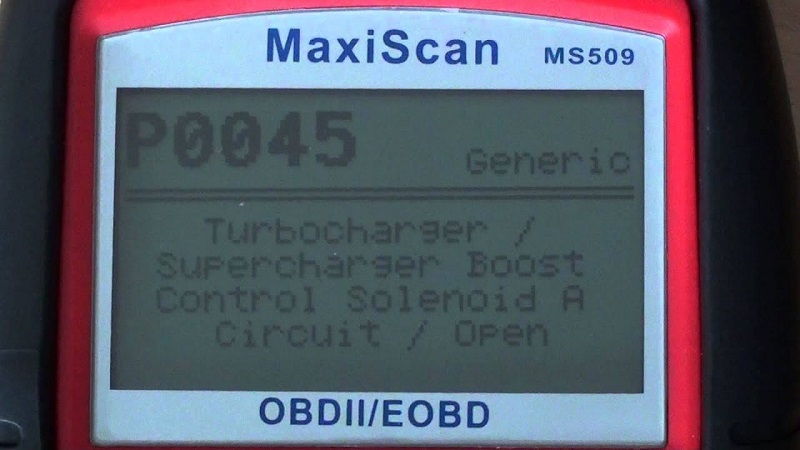 MaxiScan MS509
P0045 Generic
Turbocharger /
Supercharger Boost
Control Solenoid A
Circuit / Open
OBDII/EOBD